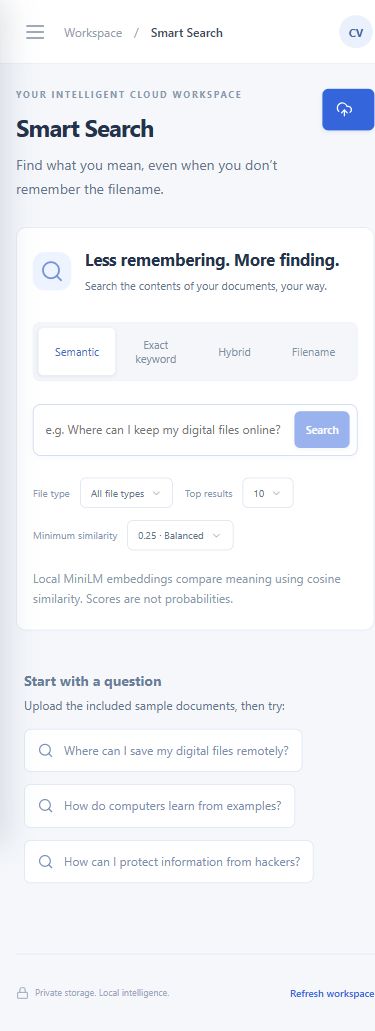 Workspace / Smart Search
CV
YOUR INTELLIGENT CLOUD WORKSPACE
Smart Search
Find what you mean, even when you don't
remember the filename.
Less remembering. More finding.
Search the contents of your documents, your way.
Semantic
Exact
keyword
Hybrid
Filename
e.g. Where can I keep my digital files online?
Search
File type
All file types
Top results
10
Minimum similarity
0.25 · Balanced
Local MiniLM embeddings compare meaning using cosine
similarity. Scores are not probabilities.
Start with a question
Upload the included sample documents, then try:
Where can I save my digital files remotely?
How do computers learn from examples?
How can I protect information from hackers?
Private storage. Local intelligence.
Refresh workspace